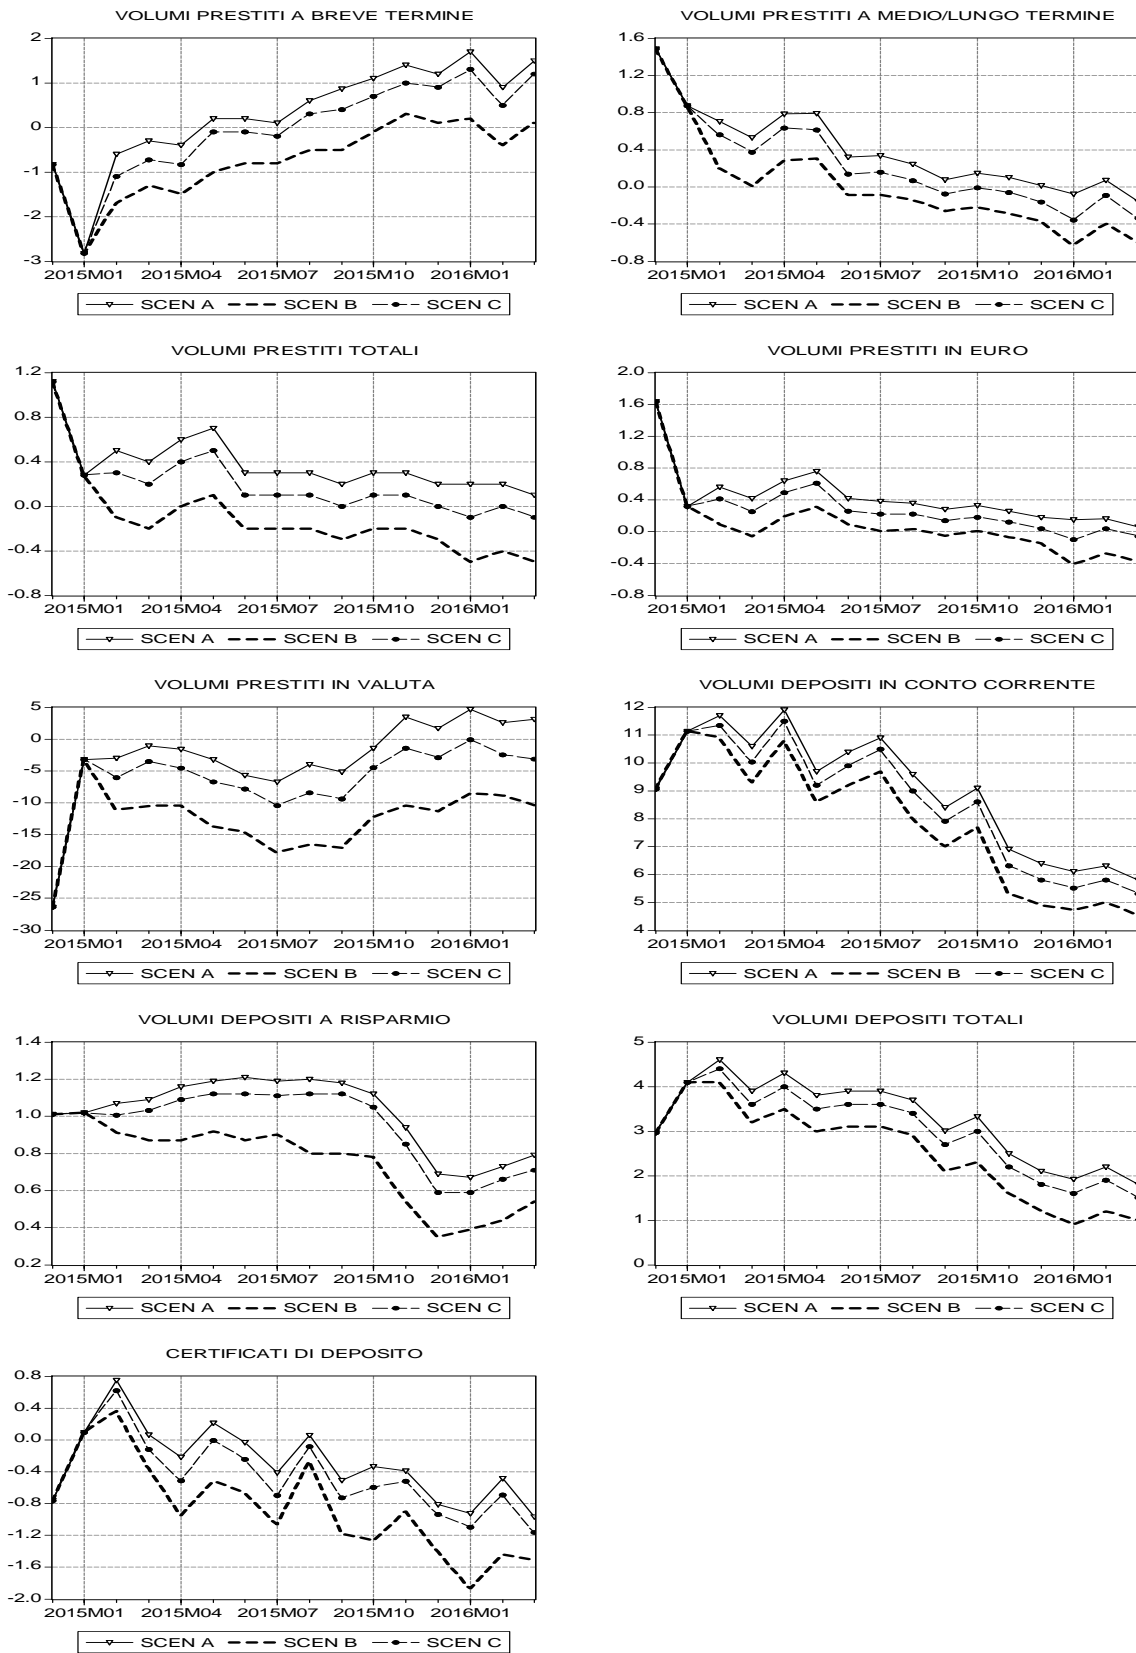 VOLUMI PRESTITI A BREVE TERMINE
2
1
0
-1
-2
-3
2015M01 2015M04 2015M07 2015M10 2016M01
SCEN A SCEN B SCEN C
VOLUMI PRESTITI A MEDIO/LUNGO TERMINE
1.6
1.2
0.8
0.4
0.0
-0.4
-0.8
2015M01 2015M04 2015M07 2015M10 2016M01
SCEN A SCEN B SCEN C
VOLUMI PRESTITI TOTALI
1.2
0.8
0.4
0.0
-0.4
-0.8
2015M01 2015M04 2015M07 2015M10 2016M01
SCEN A SCEN B SCEN C
VOLUMI PRESTITI IN EURO
2.0
1.6
1.2
0.8
0.4
0.0
-0.4
-0.8
2015M01 2015M04 2015M07 2015M10 2016M01
SCEN A SCEN B SCEN C
VOLUMI PRESTITI IN VALUTA
5
0
-5
-10
-15
-20
-25
-30
2015M01 2015M04 2015M07 2015M10 2016M01
SCEN A SCEN B SCEN C
VOLUMI DEPOSITI IN CONTO CORRENTE
12
11
10
9
8
7
6
5
4
2015M01 2015M04 2015M07 2015M10 2016M01
SCEN A SCEN B SCEN C
VOLUMI DEPOSITI A RISPARMIO
1.4
1.2
1.0
0.8
0.6
0.4
0.2
2015M01 2015M04 2015M07 2015M10 2016M01
SCEN A SCEN B SCEN C
VOLUMI DEPOSITI TOTALI
5
4
3
2
1
0
2015M01 2015M04 2015M07 2015M10 2016M01
SCEN A SCEN B SCEN C
CERTIFICATI DI DEPOSITO
0.8
0.4
0.0
-0.4
-0.8
-1.2
-1.6
-2.0
2015M01 2015M04 2015M07 2015M10 2016M01
SCEN A SCEN B SCEN C